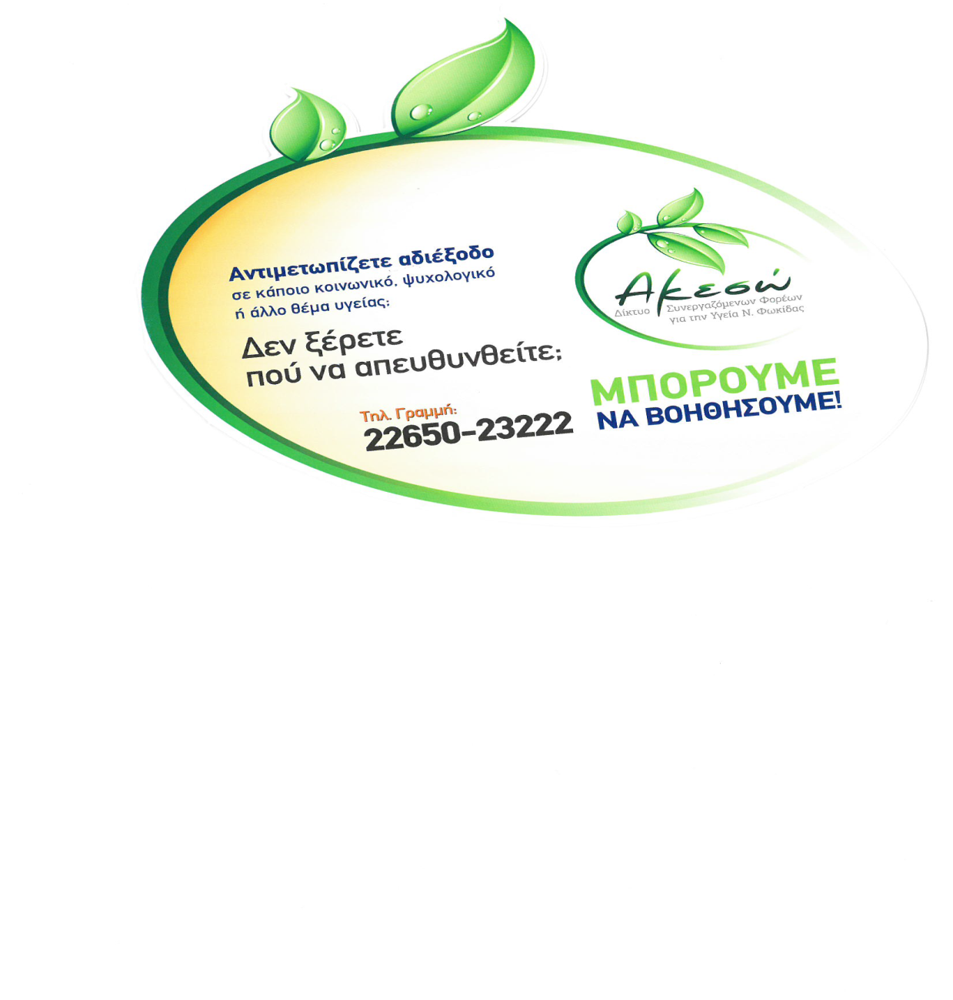 Αντιμετωπίζετε αδιέξοδο
σε κάποιο κοινωνικό, ψυχολογικό
ή άλλο θέμα υγείας;
Δεν ξέρετε
πού να απευθυνθείτε;
Τηλ. Γραμμή:
22650-23222
Ακεσώ
Δίκτυο Συνεργαζόμενων Φορέων
για την Υγεία Ν. Φωκίδας
ΜΠΟΡΟΥΜΕ
ΝΑ ΒΟΗΘΗΣΟΥΜΕ!